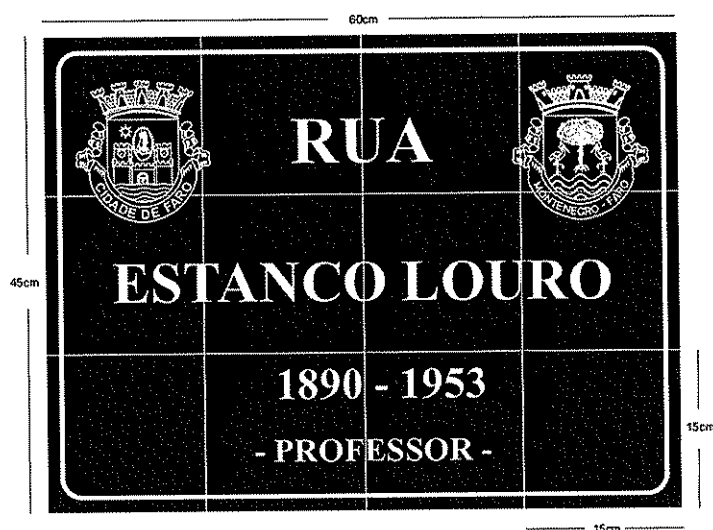 60cm
RUA
CIDADE DE FARO
MONTENEGRO - FARO
45cm
ESTANCO LOURO
1890 - 1953
- PROFESSOR -
15cm
15cm